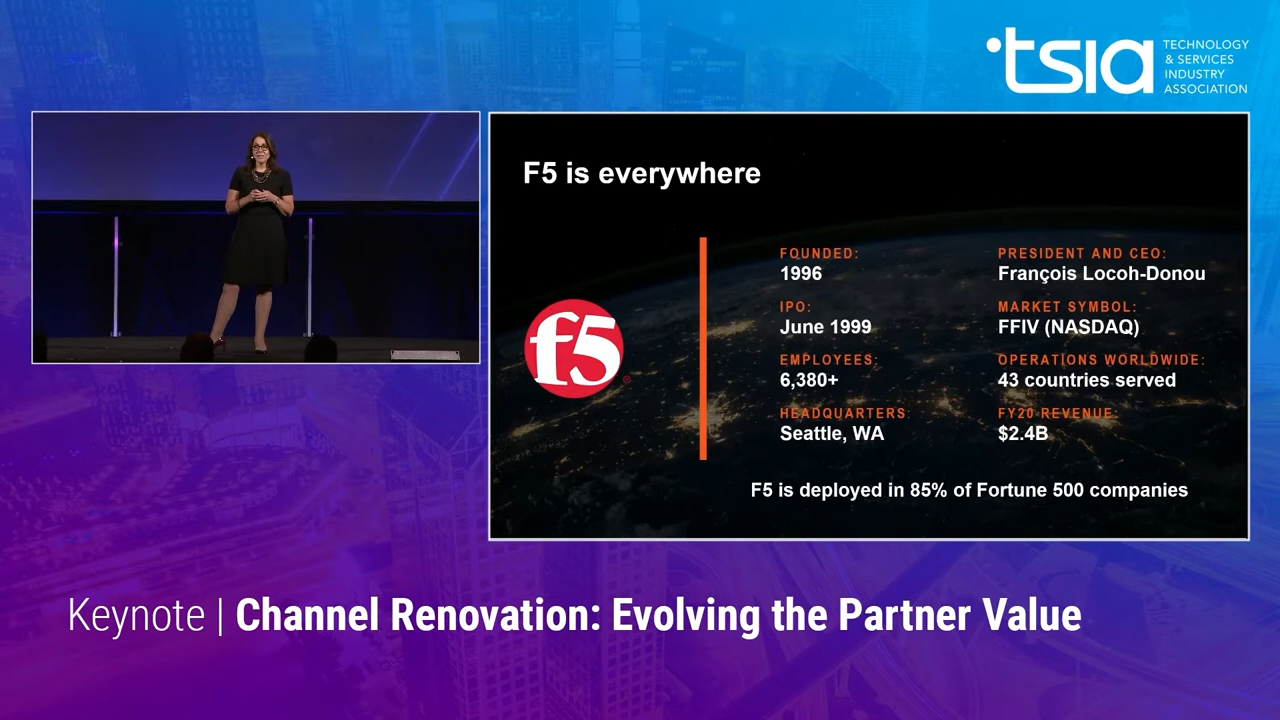 tsia
TECHNOLOGY
& SERVICES
INDUSTRY
ASSOCIATION
F5 is everywhere
f5
FOUNDED:
1996
IPO:
June 1999
EMPLOYEES:
6,380+
HEADQUARTERS:
Seattle, WA
PRESIDENT AND CEO:
François Locoh-Donou
MARKET SYMBOL:
FFIV (NASDAQ)
OPERATIONS WORLDWIDE:
43 countries served
FY20 REVENUE:
$2.4B
F5 is deployed in 85% of Fortune 500 companies
Keynote | Channel Renovation: Evolving the Partner Value